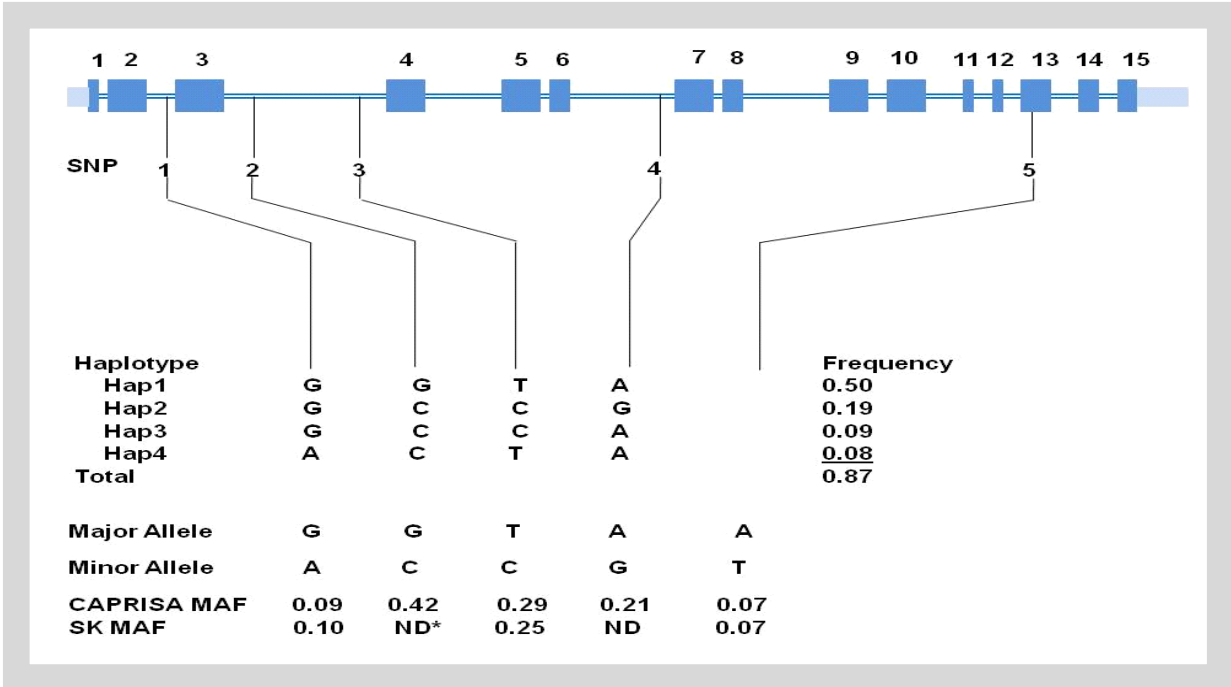 1 2 3 4 5 6 7 8 9 10 11 12 13 14 15
SNP 1 2 3 4 5
Haplotype Frequency
Hap1 G G T A 0.50
Hap2 G C C G 0.19
Hap3 G C C A 0.09
Hap4 A C T A 0.08
Total 0.87
Major Allele G G T A A
Minor Allele A C C G T
CAPRISA MAF 0.09 0.42 0.29 0.21 0.07
SK MAF 0.10 ND* 0.25 ND 0.07